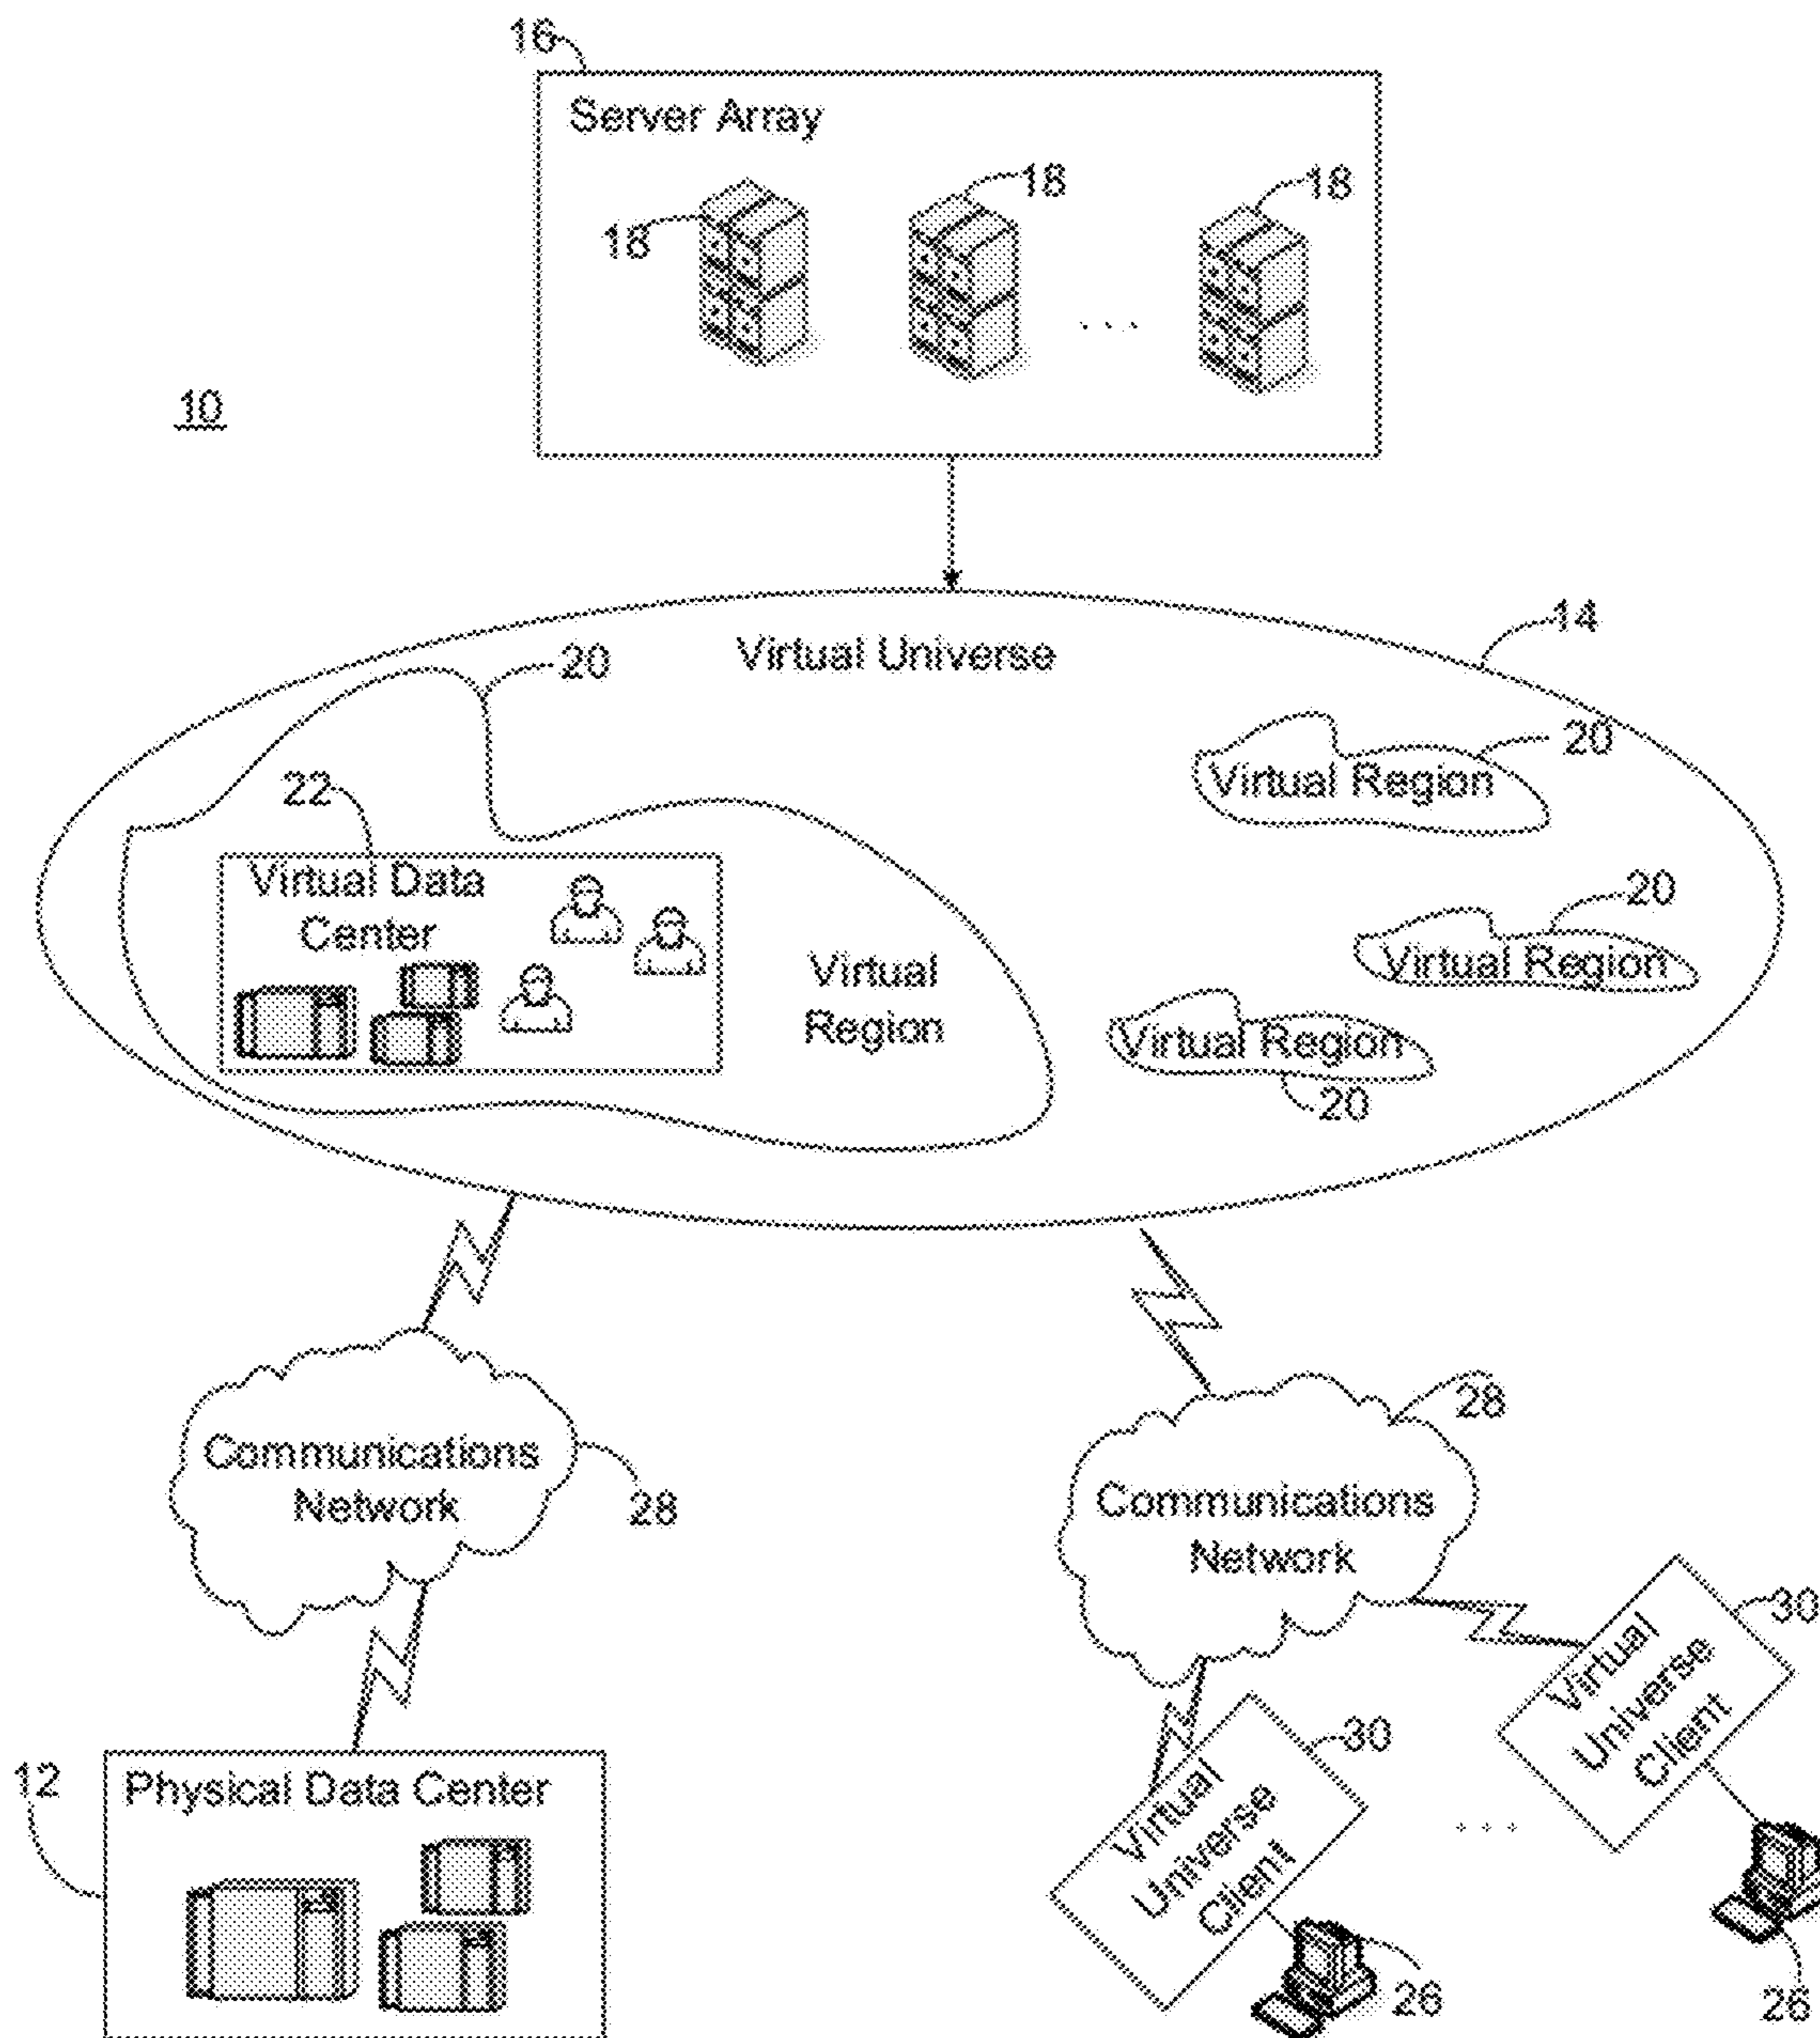 16
Server Array
18
18
18
. . .
10
14
Virtual Universe
20
20
Virtual Region
22
Virtual Data
Center
20
Virtual Region
Virtual
Region
Virtual Region
20
28
Communications
Network
28
Communications
Network
30
Virtual
Universe
Client
30
Virtual
Universe
Client
. . .
12
Physical Data Center
26
26